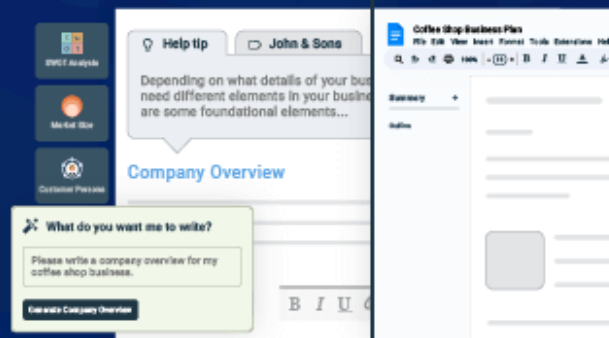 SWOT Analysis
Market Size
Customer Persona
Help tip
John & Sons
Depending on what details of your bus
need different elements in your busine
are some foundational elements...
Company Overview
What do you want me to write?
Please write a company overview for my
coffee shop business.
Generate Company Overview
B I U
Coffee Shop Business Plan
File Edit View Insert Format Tools Extensions Hel
100%
B I U A
Summary +
Outline